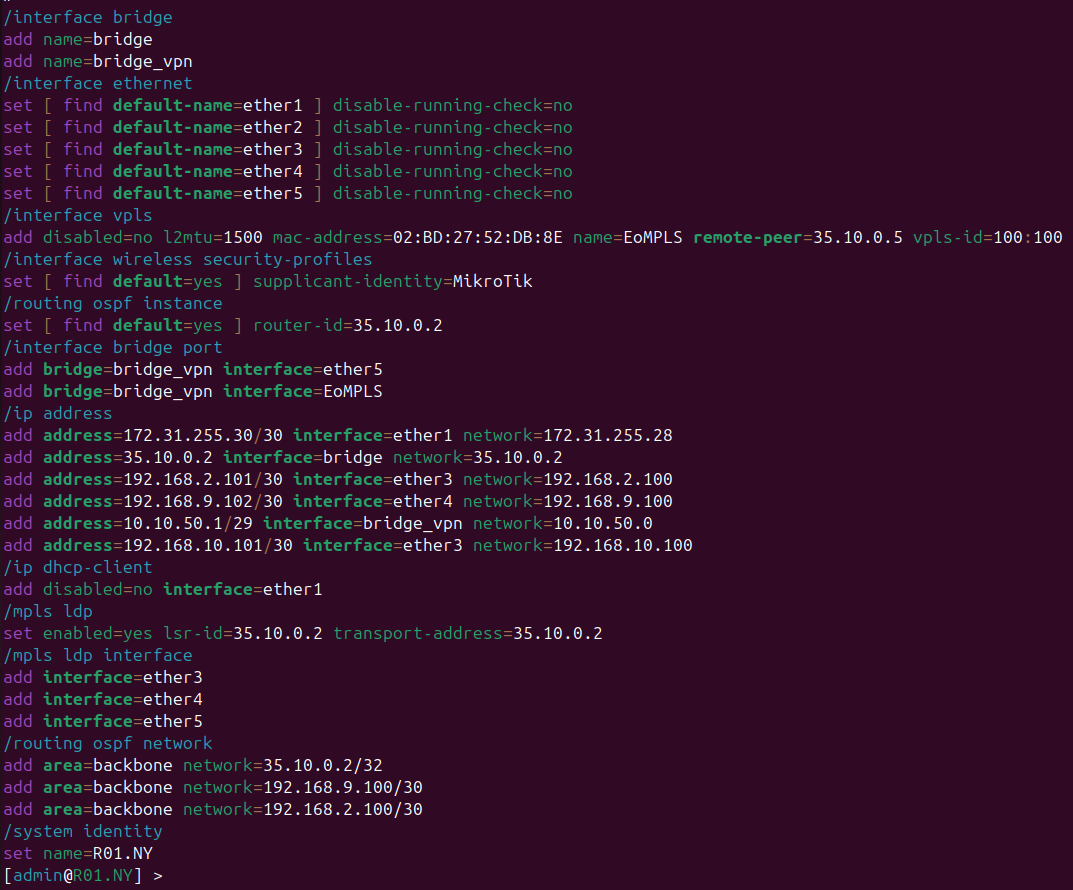 /interface bridge
add name=bridge
add name=bridge_vpn
/interface ethernet
set [ find default-name=ether1 ] disable-running-check=no
set [ find default-name=ether2 ] disable-running-check=no
set [ find default-name=ether3 ] disable-running-check=no
set [ find default-name=ether4 ] disable-running-check=no
set [ find default-name=ether5 ] disable-running-check=no
/interface vpls
add disabled=no l2mtu=1500 mac-address=02:BD:27:52:DB:8E name=EoMPLS remote-peer=35.10.0.5 vpls-id=100:100
/interface wireless security-profiles
set [ find default=yes ] supplicant-identity=MikroTik
/routing ospf instance
set [ find default=yes ] router-id=35.10.0.2
/interface bridge port
add bridge=bridge_vpn interface=ether5
add bridge=bridge_vpn interface=EoMPLS
/ip address
add address=172.31.255.30/30 interface=ether1 network=172.31.255.28
add address=35.10.0.2 interface=bridge network=35.10.0.2
add address=192.168.2.101/30 interface=ether3 network=192.168.2.100
add address=192.168.9.102/30 interface=ether4 network=192.168.9.100
add address=10.10.50.1/29 interface=bridge_vpn network=10.10.50.0
add address=192.168.10.101/30 interface=ether3 network=192.168.10.100
/ip dhcp-client
add disabled=no interface=ether1
/mpls ldp
set enabled=yes lsr-id=35.10.0.2 transport-address=35.10.0.2
/mpls ldp interface
add interface=ether3
add interface=ether4
add interface=ether5
/routing ospf network
add area=backbone network=35.10.0.2/32
add area=backbone network=192.168.9.100/30
add area=backbone network=192.168.2.100/30
/system identity
set name=R01.NY
[admin@R01.NY] >